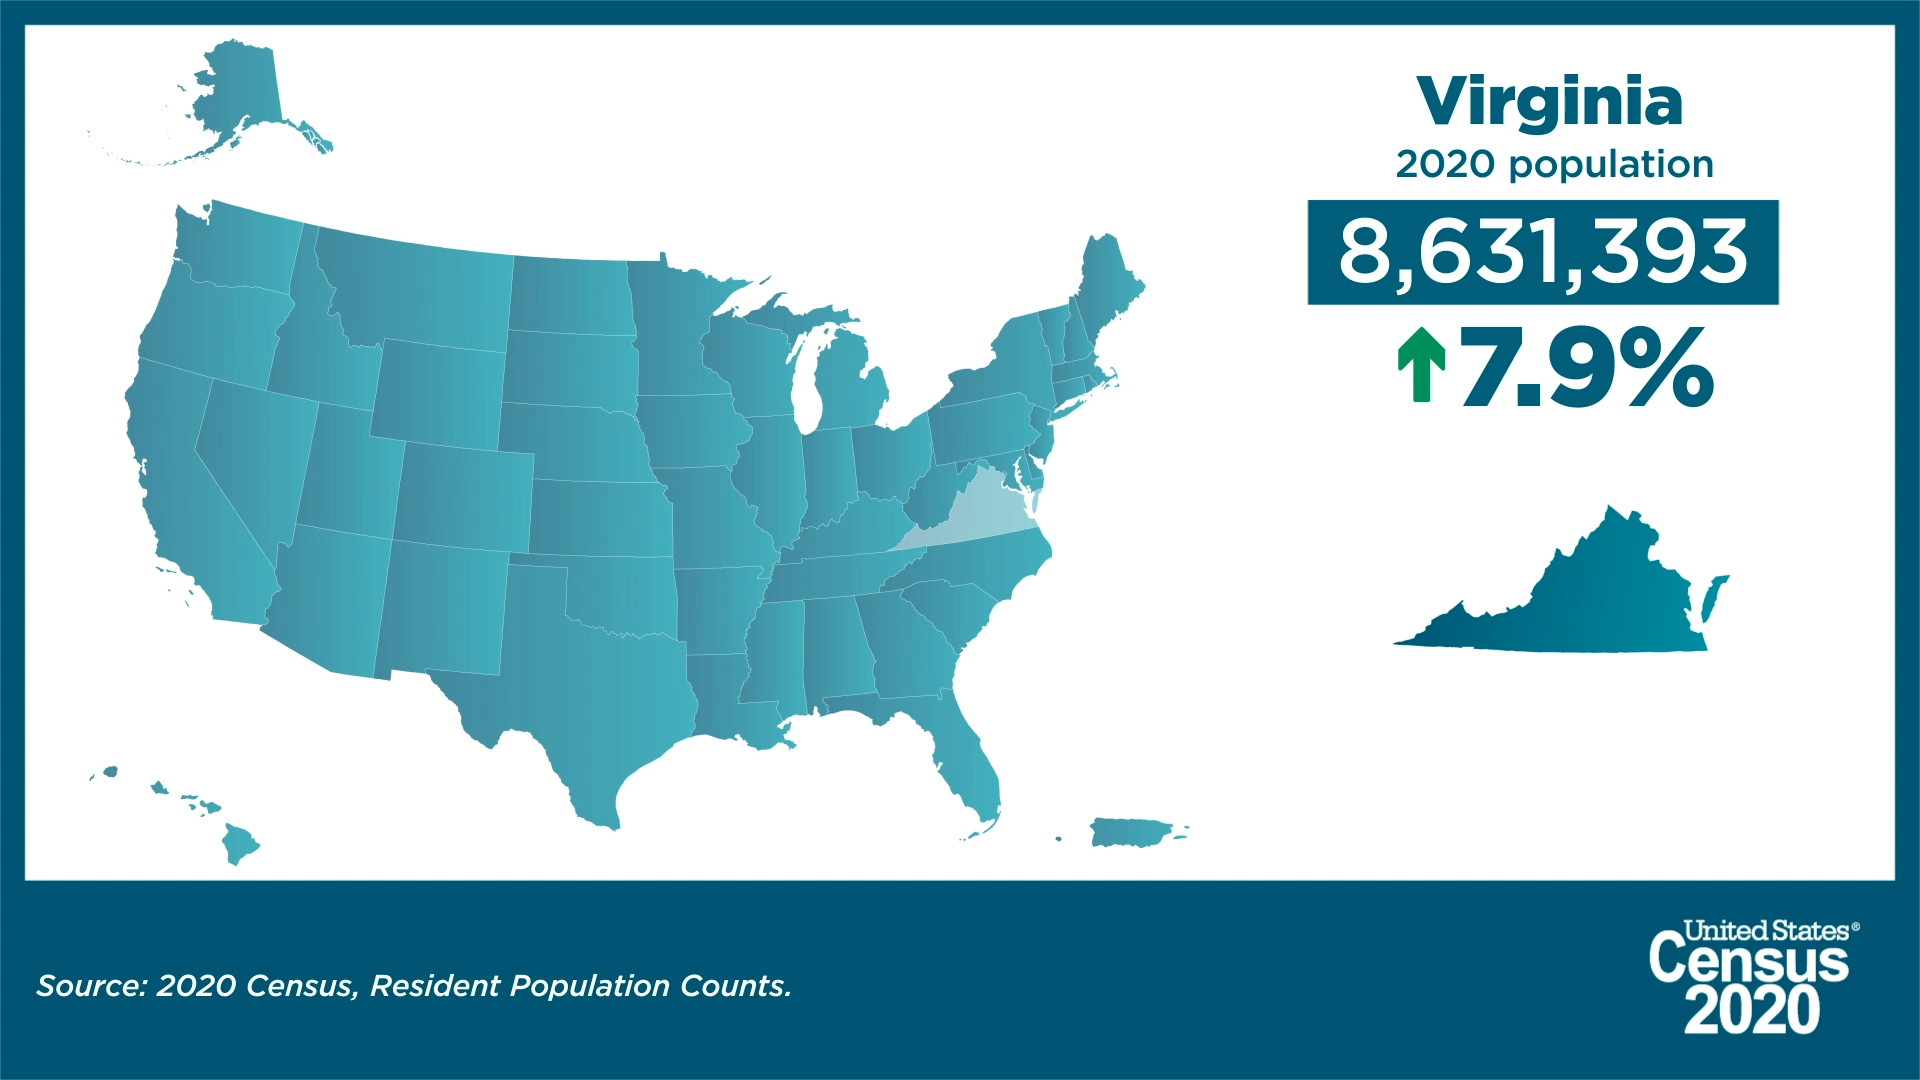 Virginia
2020 population
8,631,393
7.9%
Source: 2020 Census, Resident Population Counts.
United States®
Census
2020